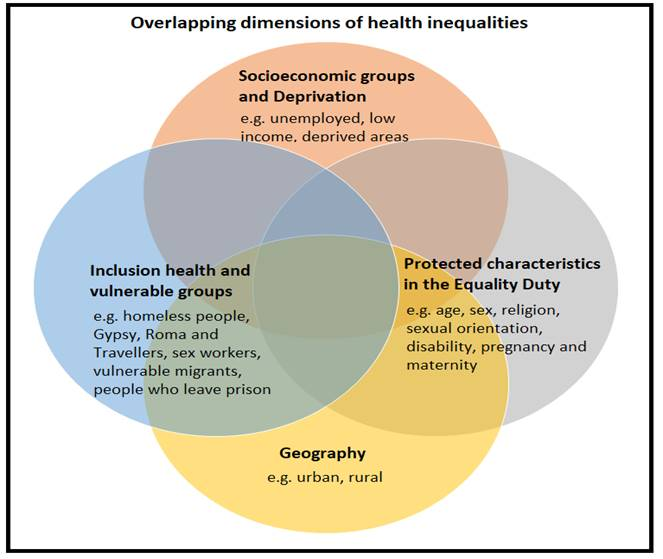 Overlapping dimensions of health inequalities
Socioeconomic groups
and Deprivation
e.g. unemployed, low
income, deprived areas
Inclusion health and
vulnerable groups
e.g. homeless people,
Gypsy, Roma and
Travellers, sex workers,
vulnerable migrants,
people who leave prison
Protected characteristics
in the Equality Duty
e.g. age, sex, religion,
sexual orientation,
disability, pregnancy and
maternity
Geography
e.g. urban, rural